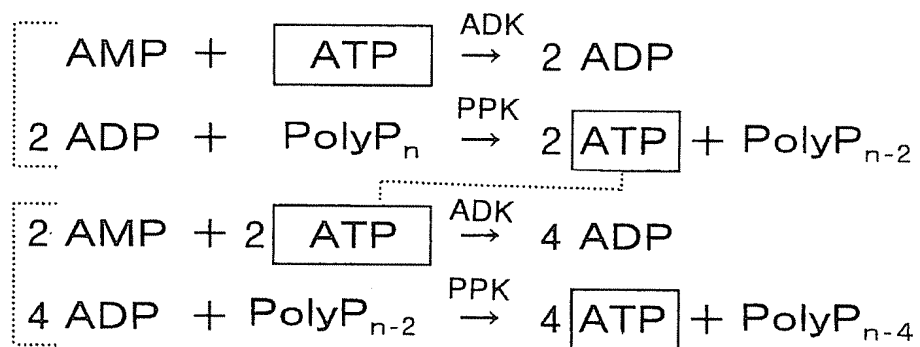 AMP + ATP ADK → 2 ADP
2 ADP + PolyPn PPK → 2 ATP + PolyPn-2
2 AMP + 2 ATP ADK → 4 ADP
4 ADP + PolyPn-2 PPK → 4 ATP + PolyPn-4